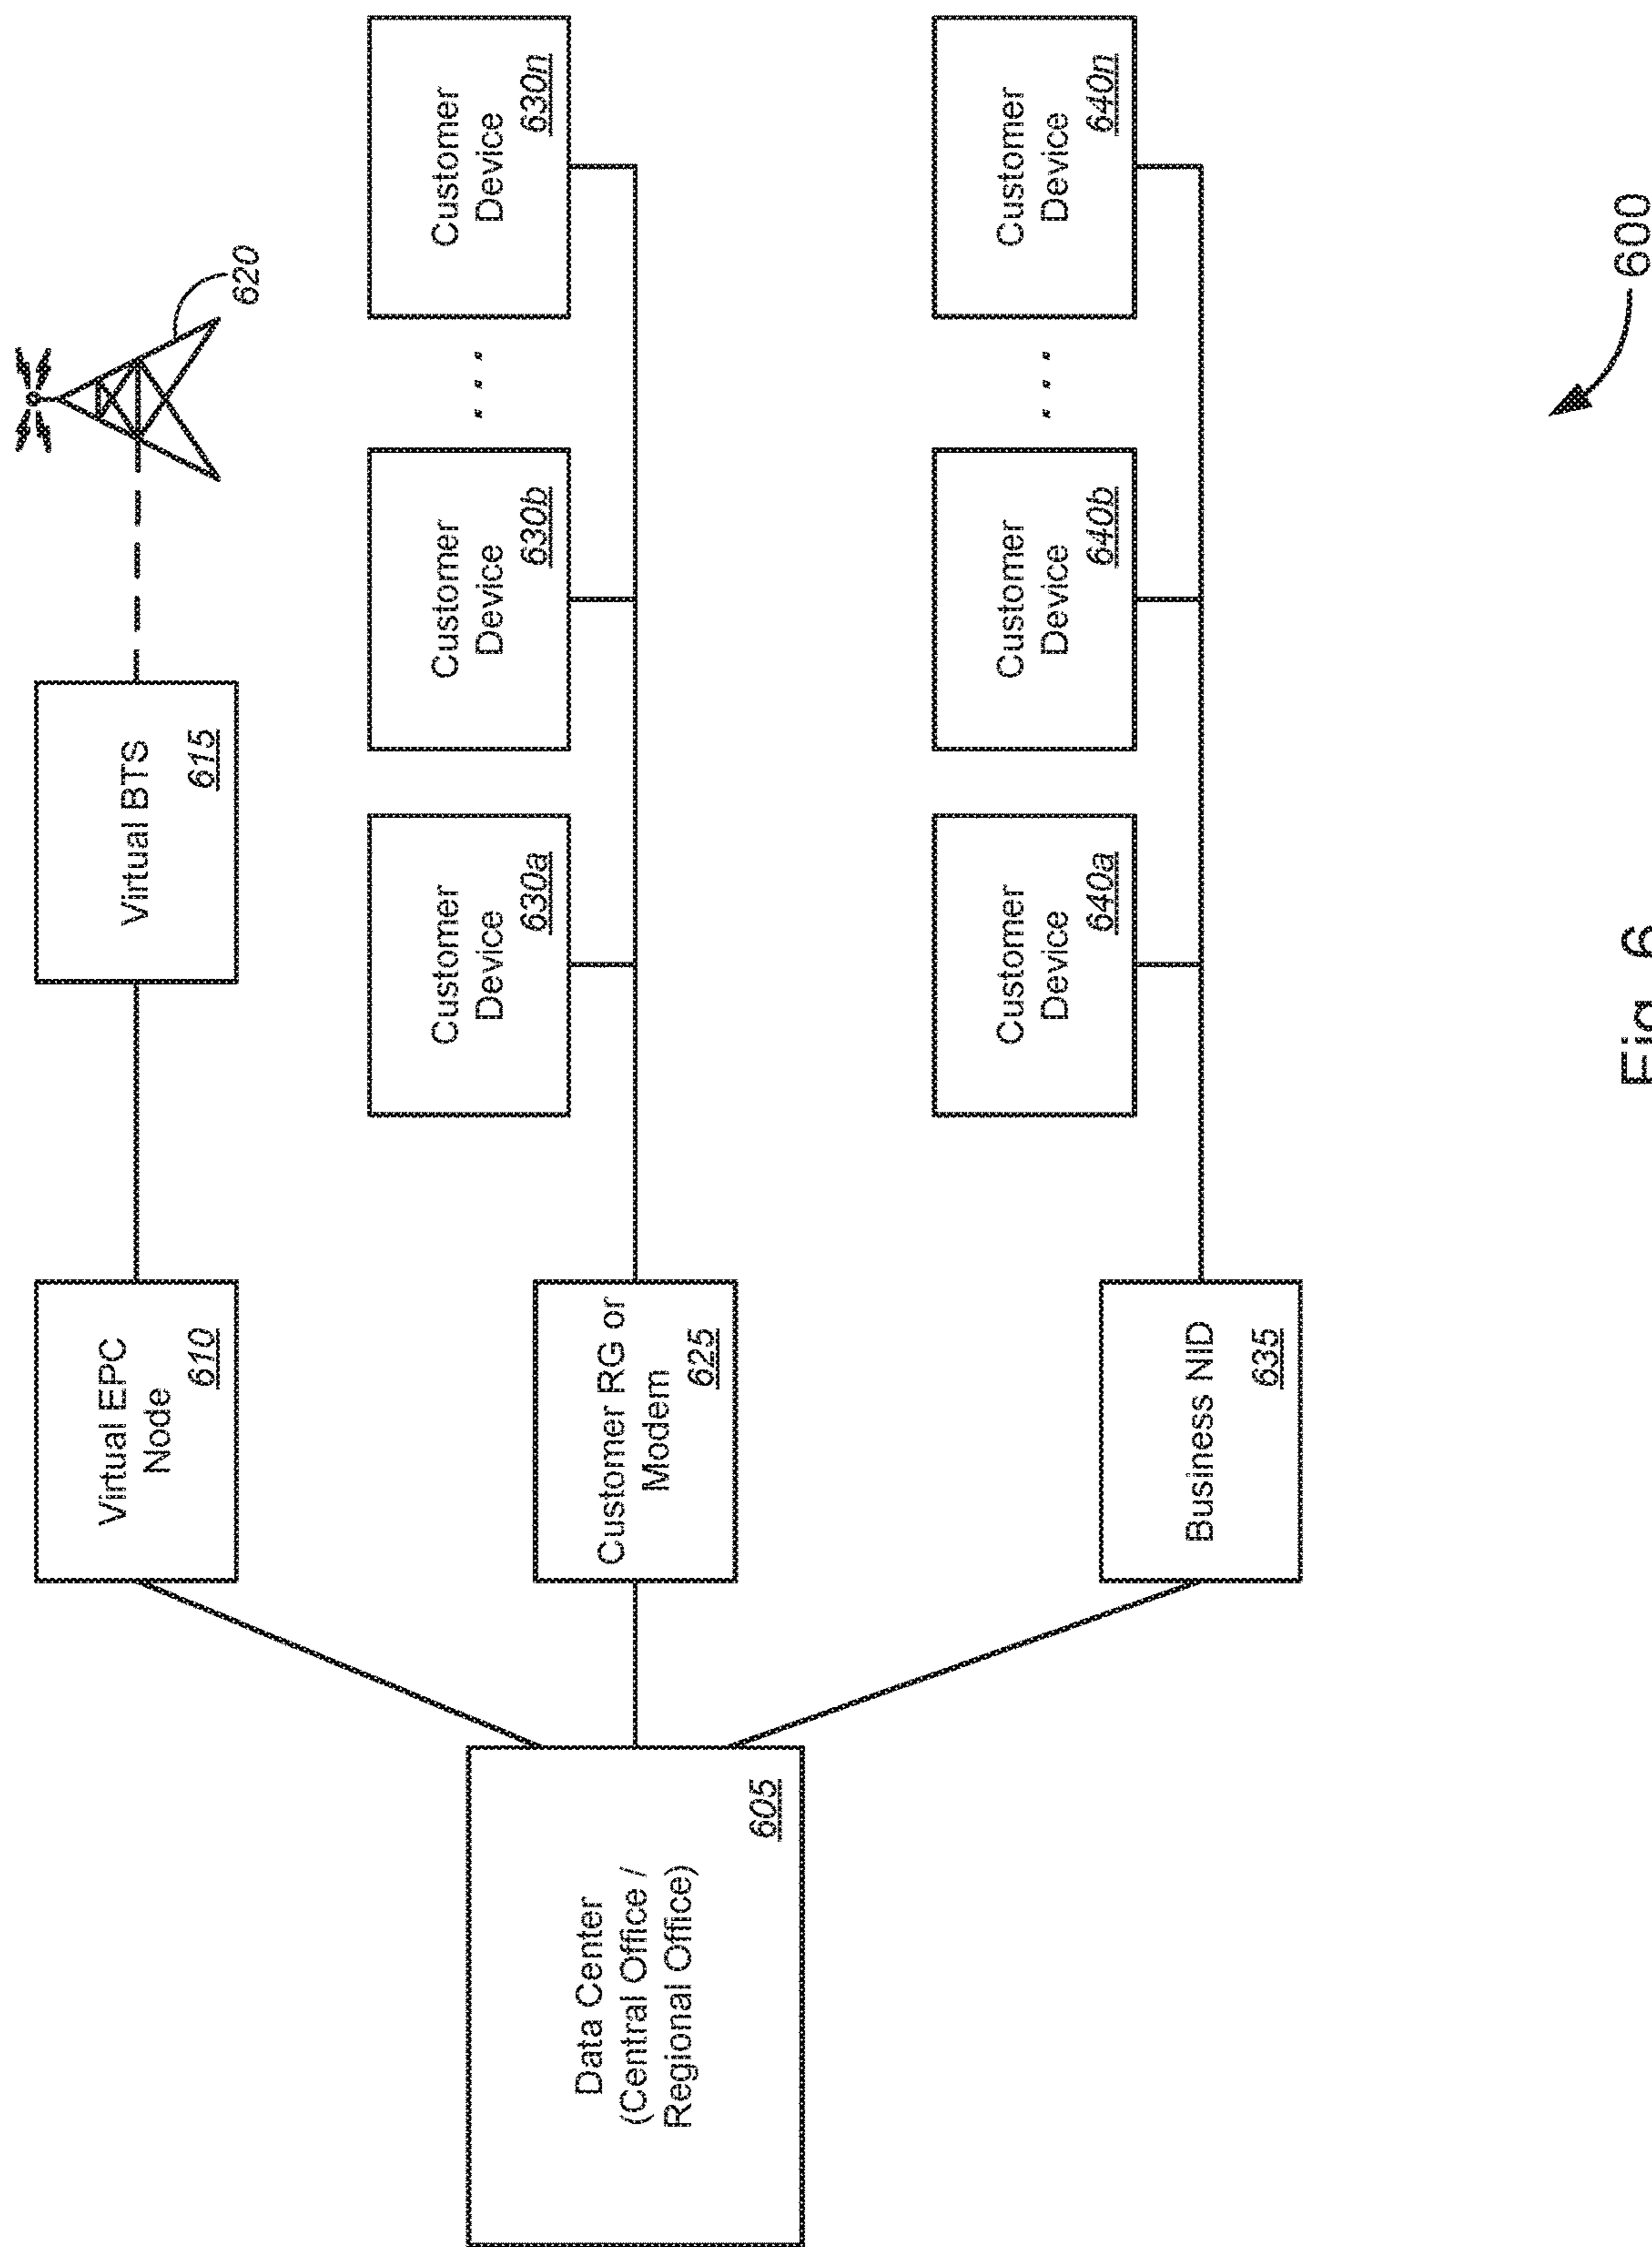 Virtual EPC
Node
610
Virtual BTS
615
620
Data Center
(Central Office /
Regional Office)
605
Customer RG or
Modem
625
Customer
Device
630a
Customer
Device
630b
. . .
Customer
Device
630n
Business NID
635
Customer
Device
640a
Customer
Device
640b
. . .
Customer
Device
640n
600
Fig. 6